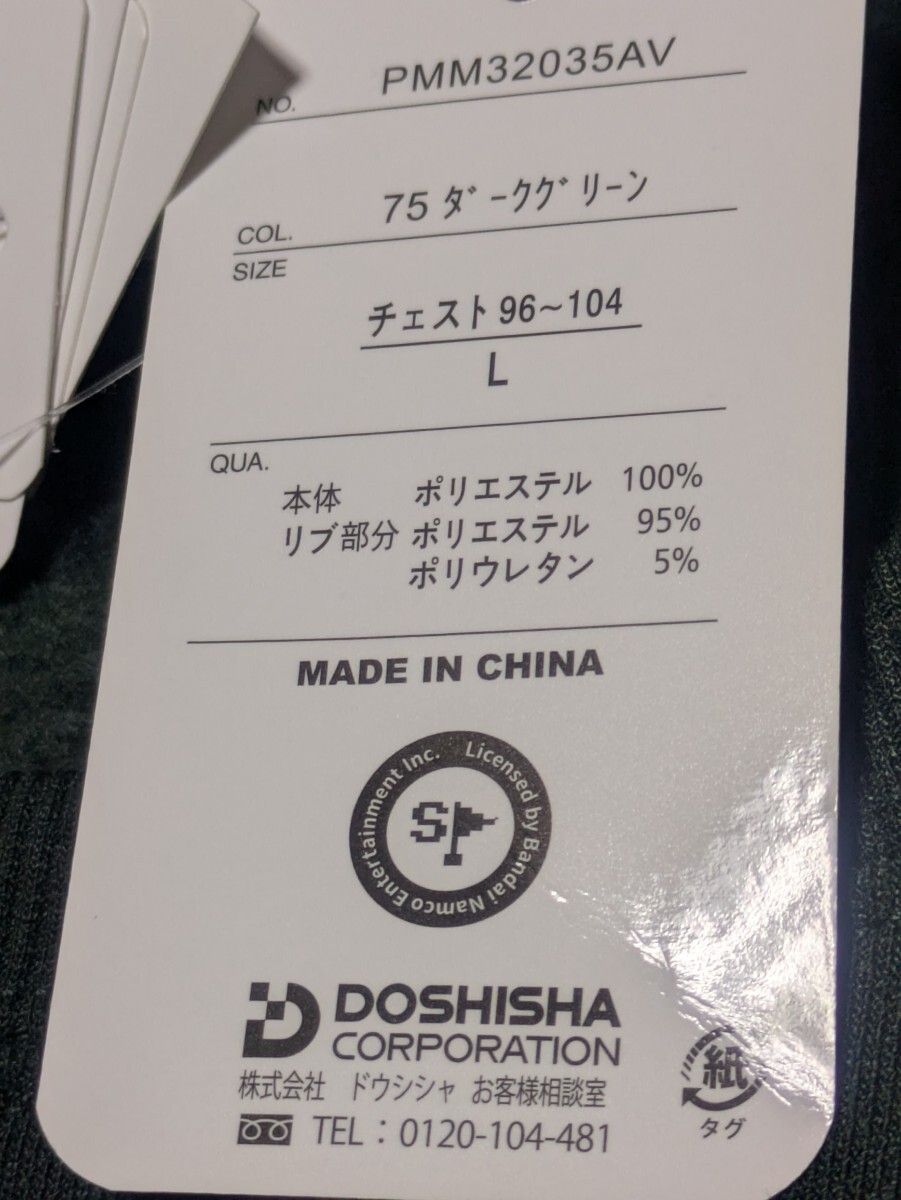 NO. PMM32035AV
COL. 75 ﾀﾞｰｸｸﾞﾘｰﾝ
SIZE
チェスト 96~104
L
QUA.
本体 ポリエステル 100%
リブ部分 ポリエステル 95%
ポリウレタン 5%
MADE IN CHINA
Licensed by Bandai Namco Entertainment Inc.
S
DOSHISHA
CORPORATION
株式会社 ドウシシャ お客様相談室
TEL：0120-104-481
紙
タグ